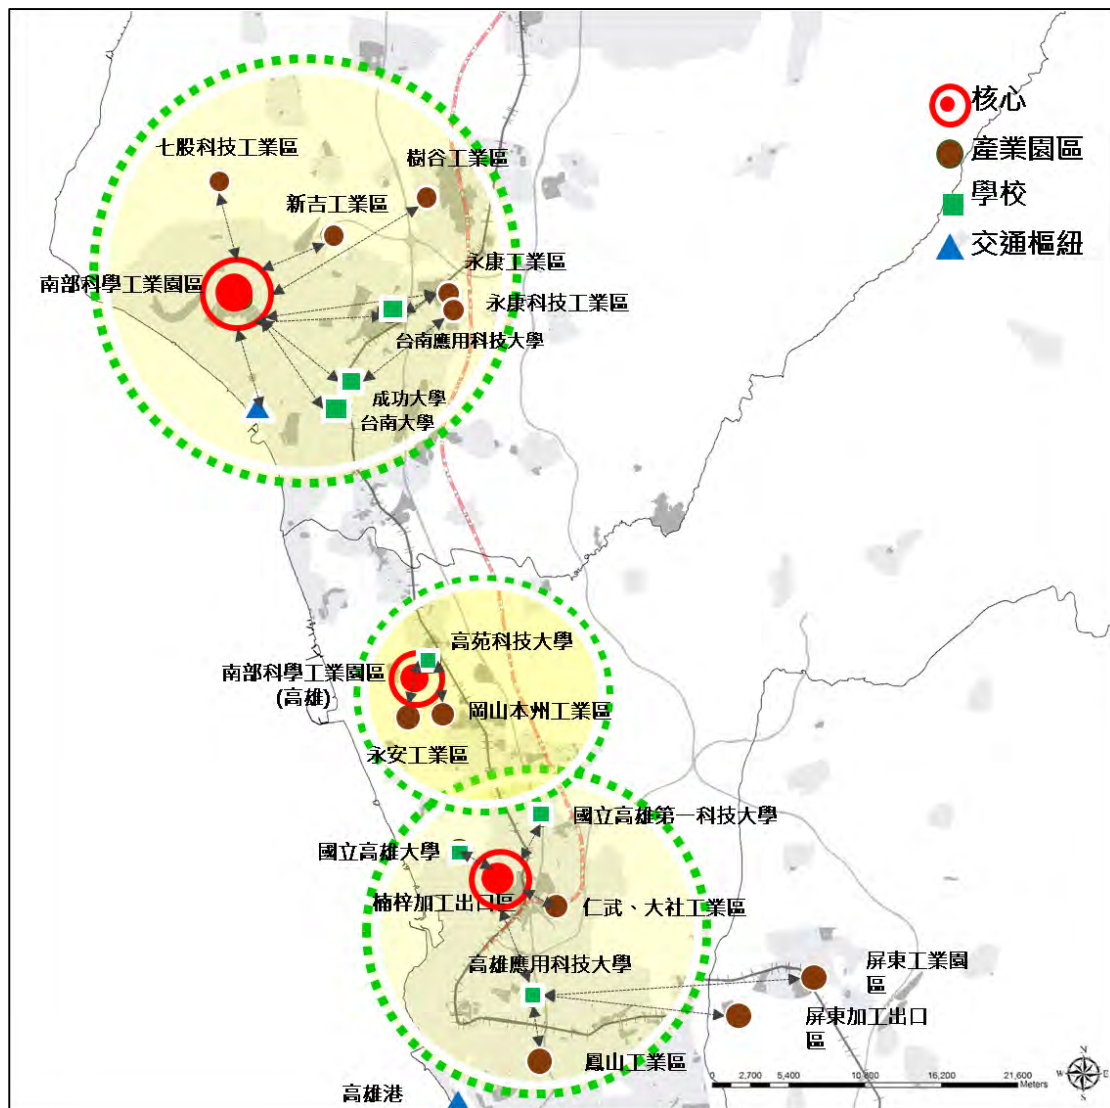 核心
產業園區
學校
交通樞紐
七股科技工業區
樹谷工業區
新吉工業區
永康工業區
南部科學工業園區
永康科技工業區
台南應用科技大學
成功大學
台南大學
高苑科技大學
南部科學工業園區
(高雄)
岡山本州工業區
永安工業區
國立高雄第一科技大學
國立高雄大學
楠梓加工出口區
仁武、大社工業區
高雄應用科技大學
屏東工業園
區
屏東加工出口
區
鳳山工業區
高雄港
N
W E
S
0 2,700 5,400 10,800 16,200 21,600
Meters